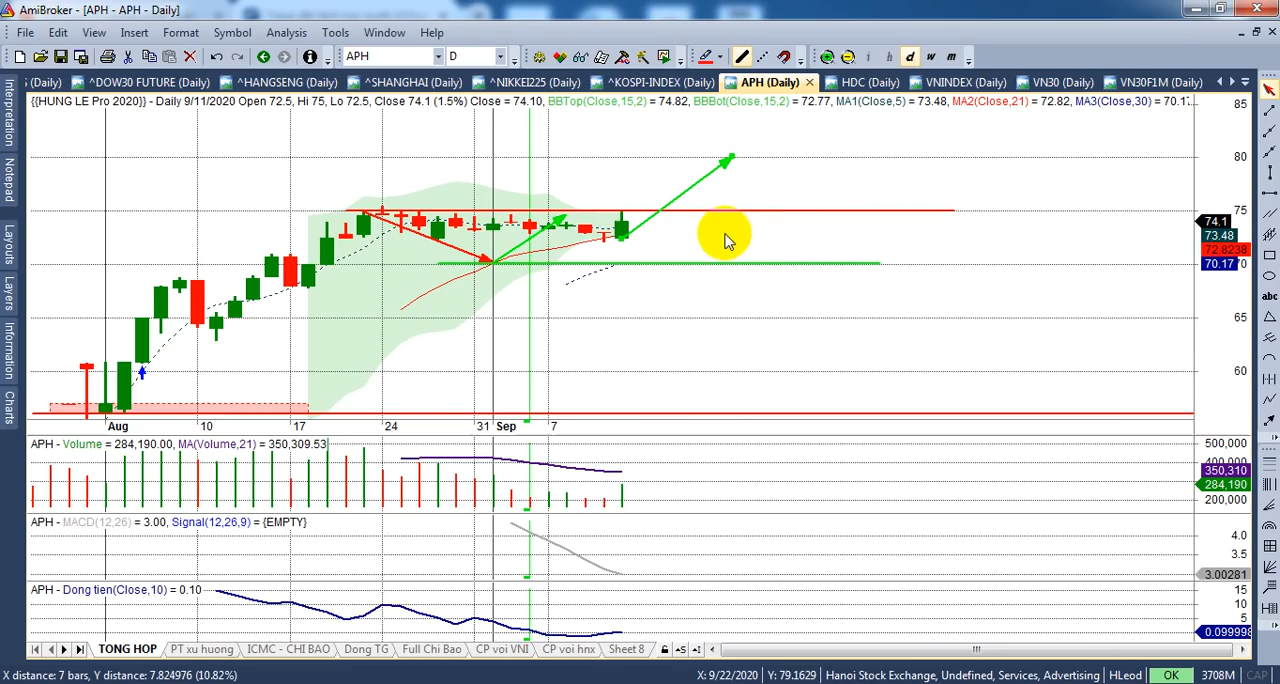 AmiBroker - [APH - APH - Daily]
File Edit View Insert Format Symbol Analysis Tools Window Help
APH D i h d w m
(Daily) ^DOW30 FUTURE (Daily) ^HANGSENG (Daily) ^SHANGHAI (Daily) ^NIKKEI225 (Daily) ^KOSPI-INDEX (Daily) APH (Daily) HDC (Daily) VNINDEX (Daily) VN30 (Daily) VN30F1M (Daily)
{{HUNG LE Pro 2020}} - Daily 9/11/2020 Open 72.5, Hi 75, Lo 72.5, Close 74.1 (1.5%) Close = 74.10, BBTop(Close,15,2) = 74.82, BBBot(Close,15,2) = 72.77, MA1(Close,5) = 73.48, MA2(Close,21) = 72.82, MA3(Close,30) = 70.17
Interpretation
Notepad
Layouts
Layers
Information
Charts
85
80
75
74.1
73.48
72.8238
70
70.17
65
60
abc
Aug 10 17 24 31 Sep 7
APH - Volume = 284,190.00, MA(Volume,21) = 350,309.53
500,000
400,000
350,310
284,190
200,000
APH - MACD(12,26) = 3.00, Signal(12,26,9) = {EMPTY}
4.0
3.5
3.00281
APH - Dong tien(Close,10) = 0.10
15
10
5
0.099998
TONG HOP PT xu huong ICMC - CHI BAO Dong TG Full Chi Bao CP voi VNI CP voi hnx Sheet 8
X distance: 7 bars, Y distance: 7.824976 (10.82%) X:9/22/2020 Y: 79.1629 Hanoi Stock Exchange, Undefined, Services, Advertising HLeod OK 3708M CAP